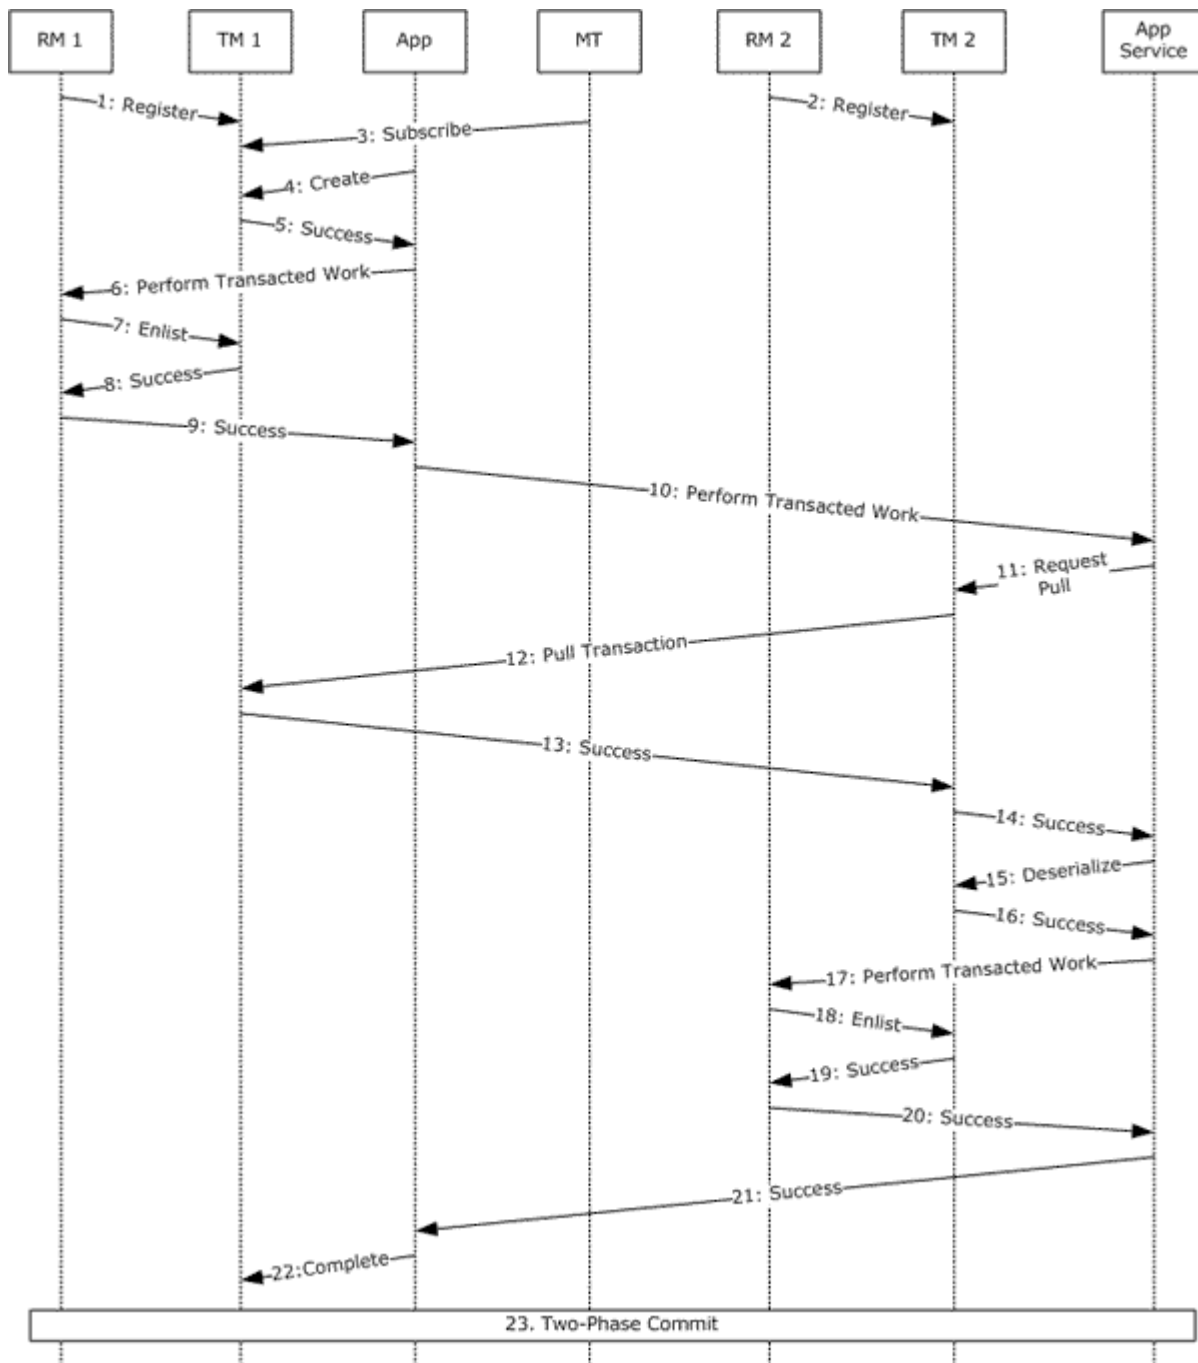 RM 1
TM 1
App
MT
RM 2
TM 2
App
Service
1: Register
2: Register
3: Subscribe
4: Create
5: Success
6: Perform Transacted Work
7: Enlist
8: Success
9: Success
10: Perform Transacted Work
11: Request
Pull
12: Pull Transaction
13: Success
14: Success
15: Deserialize
16: Success
17: Perform Transacted Work
18: Enlist
19: Success
20: Success
21: Success
22:Complete
23. Two-Phase Commit